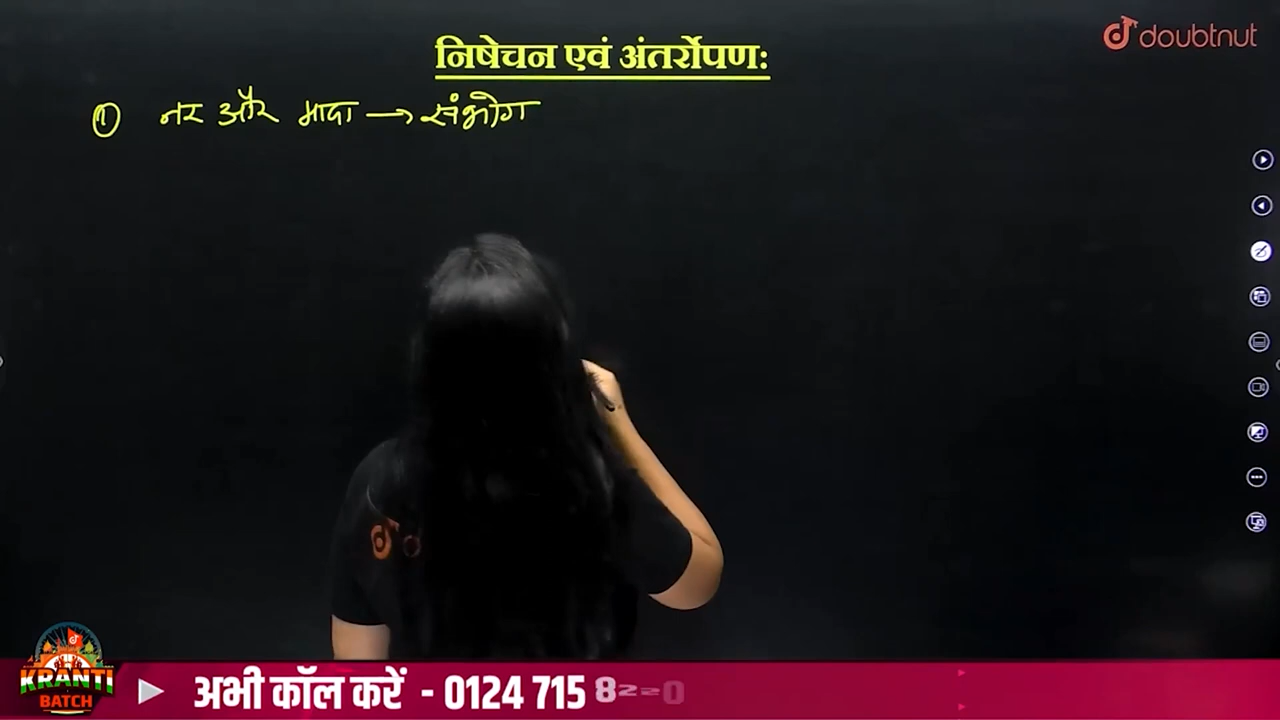 doubtnut
निषेचन एवं अंतर्रोपण:
① नर और मादा → संभोग
KRANTI
BATCH
अभी कॉल करें - 0124 715